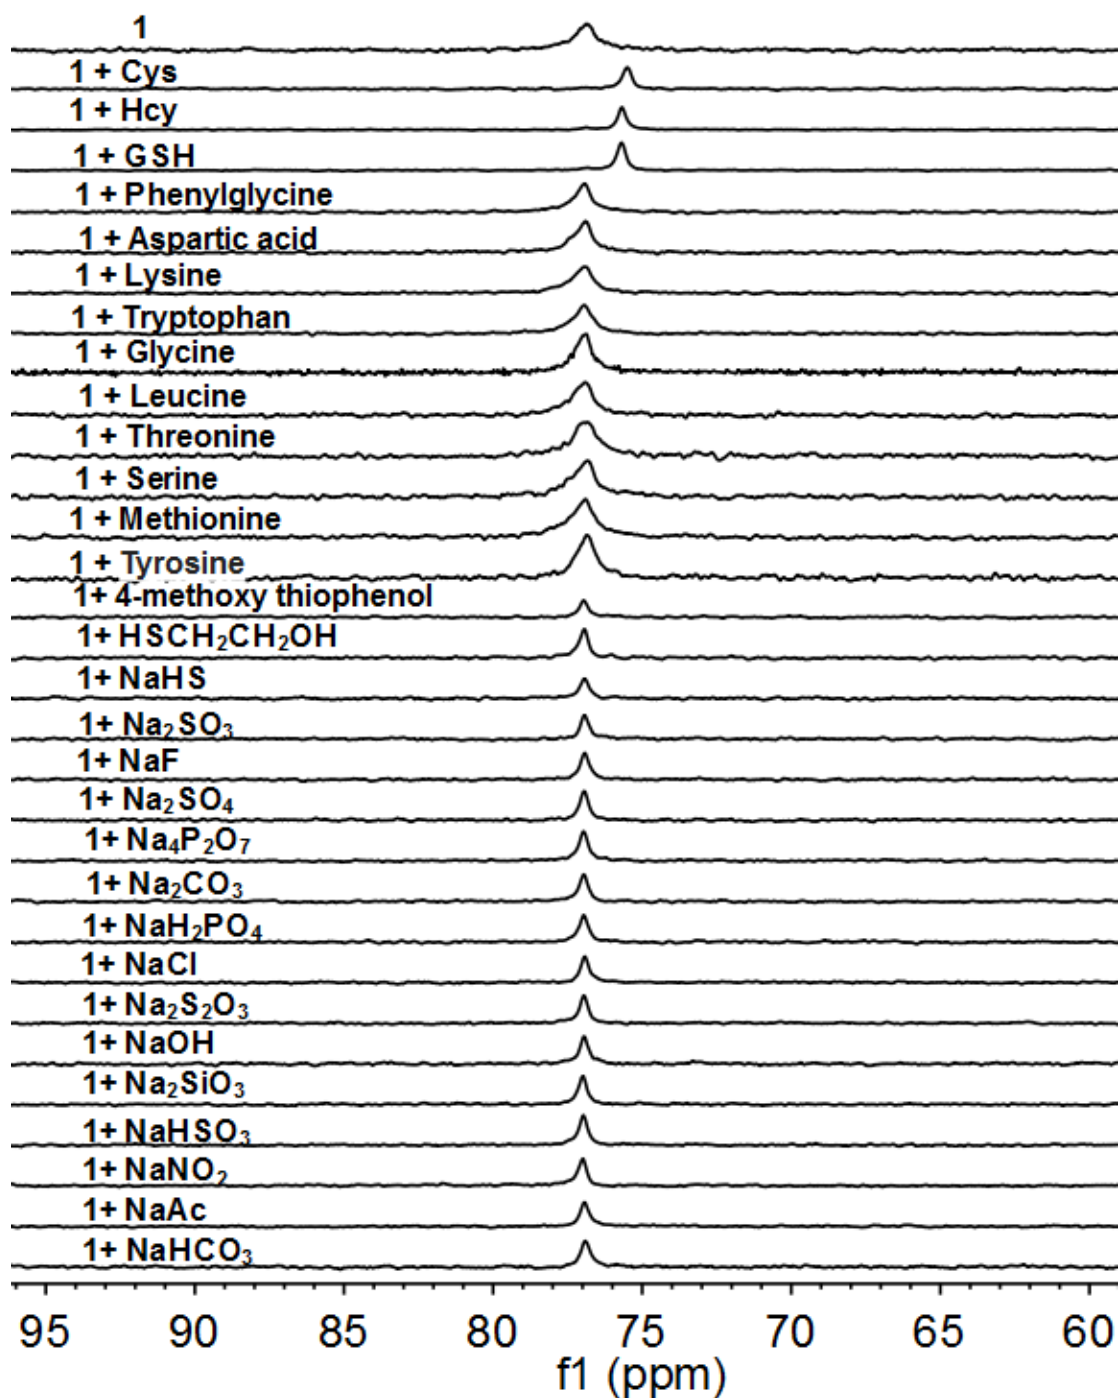 1
1 + Cys
1 + Hcy
1 + GSH
1 + Phenylglycine
1 + Aspartic acid
1 + Lysine
1 + Tryptophan
1 + Glycine
1 + Leucine
1 + Threonine
1 + Serine
1 + Methionine
1 + Tyrosine
1+ 4-methoxy thiophenol
1+ HSCH₂CH₂OH
1+ NaHS
1+ Na₂SO₃
1+ NaF
1+ Na₂SO₄
1+ Na₄P₂O₇
1+ Na₂CO₃
1+ NaH₂PO₄
1+ NaCl
1+ Na₂S₂O₃
1+ NaOH
1+ Na₂SiO₃
1+ NaHSO₃
1+ NaNO₂
1+ NaAc
1+ NaHCO₃
95 90 85 80 75 70 65 60
f1 (ppm)